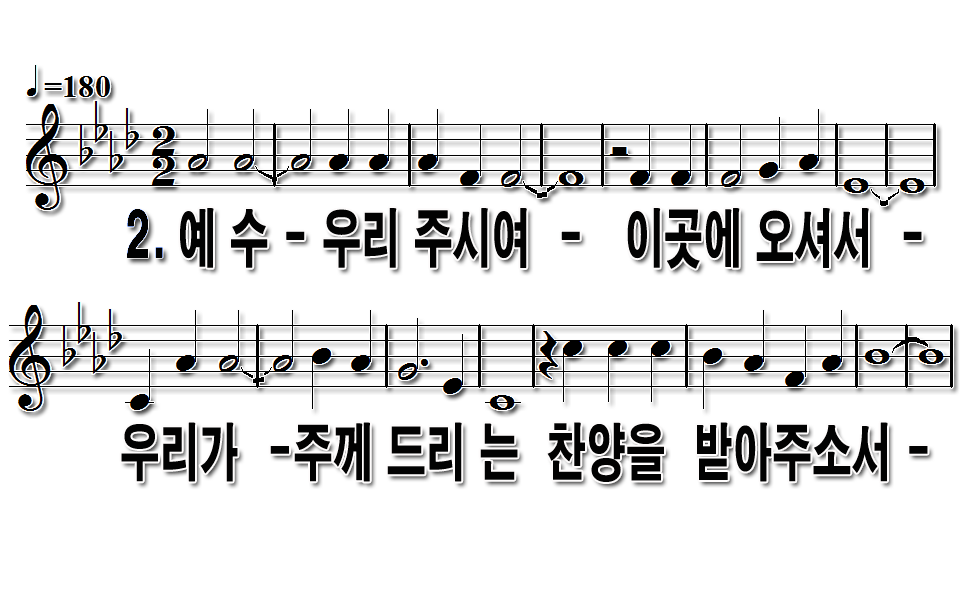 ♩=180
2. 예 수 - 우리 주시여 - 이곳에 오셔서 -
우리가 -주께 드리 는 찬양을 받아주소서 -